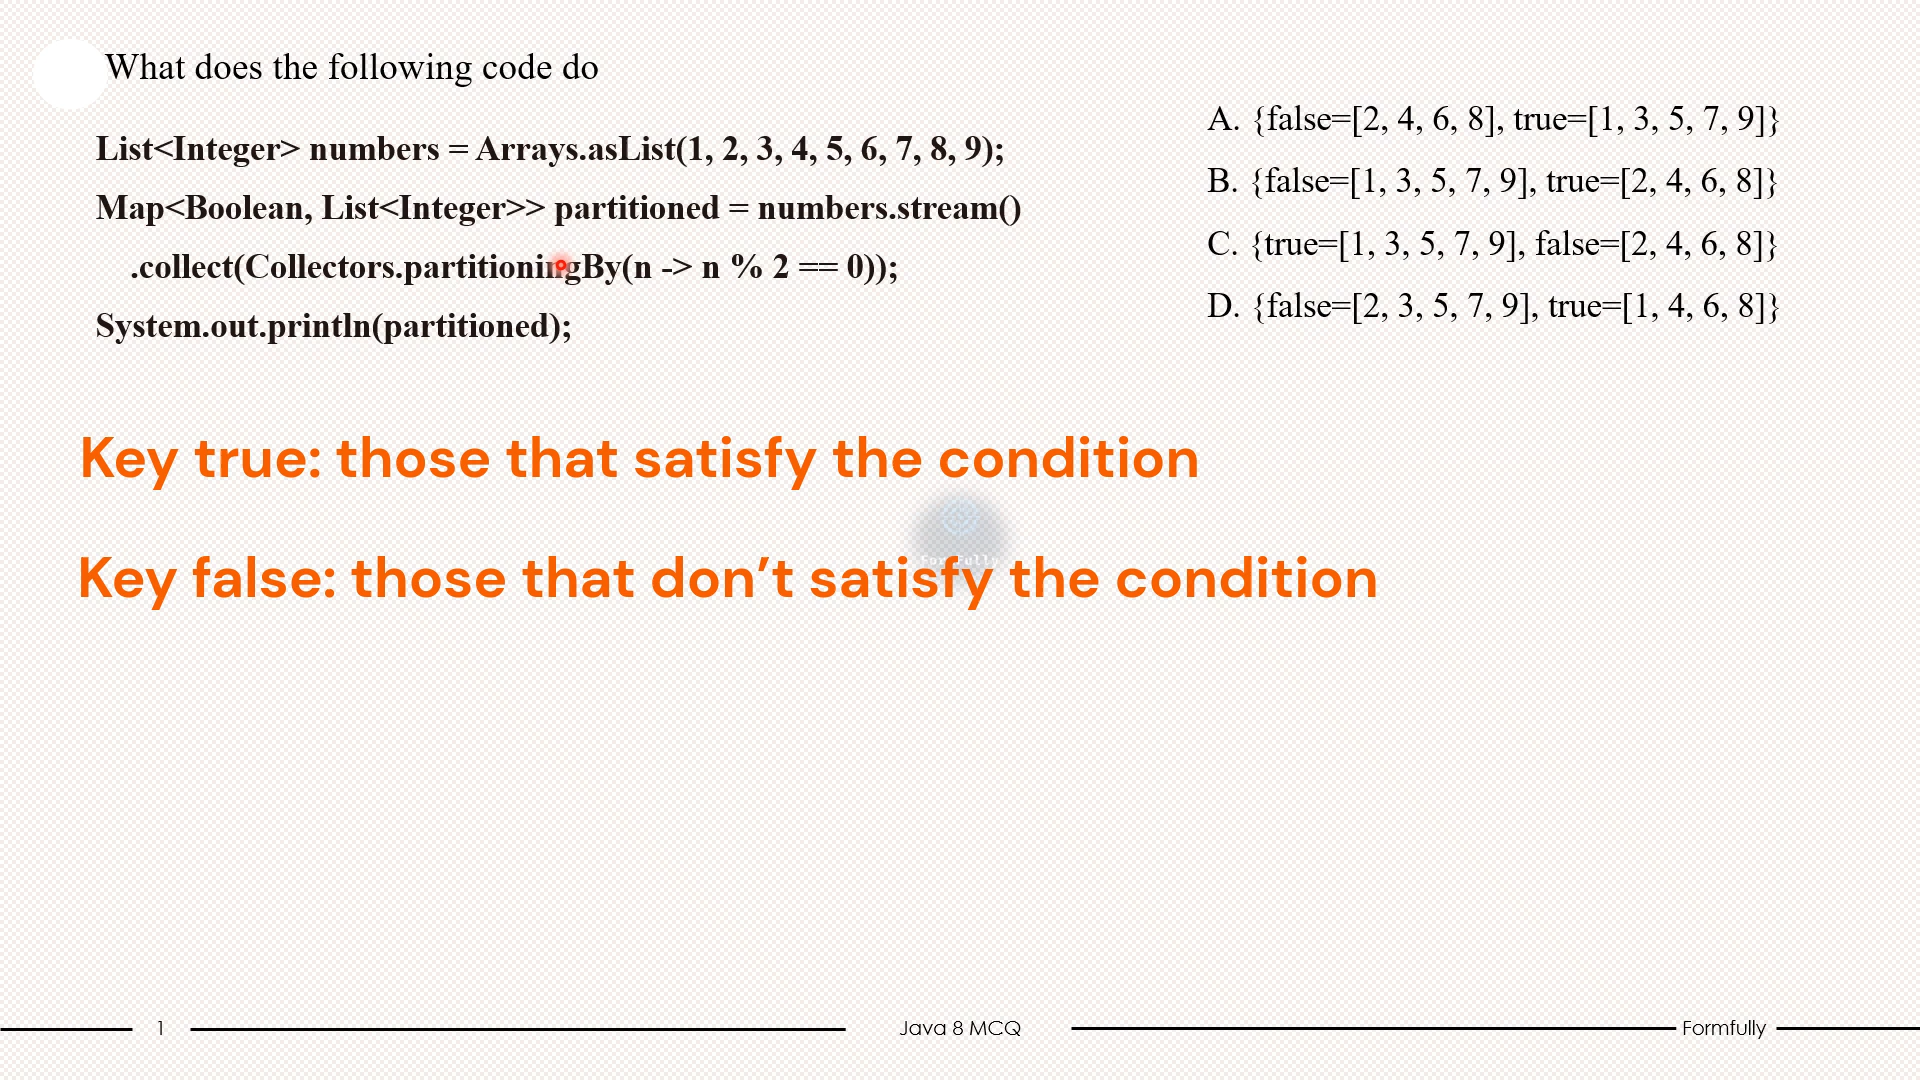 What does the following code do
List<Integer> numbers = Arrays.asList(1, 2, 3, 4, 5, 6, 7, 8, 9);
Map<Boolean, List<Integer>> partitioned = numbers.stream()
.collect(Collectors.partitioningBy(n -> n % 2 == 0));
System.out.println(partitioned);
A. {false=[2, 4, 6, 8], true=[1, 3, 5, 7, 9]}
B. {false=[1, 3, 5, 7, 9], true=[2, 4, 6, 8]}
C. {true=[1, 3, 5, 7, 9], false=[2, 4, 6, 8]}
D. {false=[2, 3, 5, 7, 9], true=[1, 4, 6, 8]}
Key true: those that satisfy the condition
FormFully
Key false: those that don’t satisfy the condition
1
Java 8 MCQ
Formfully